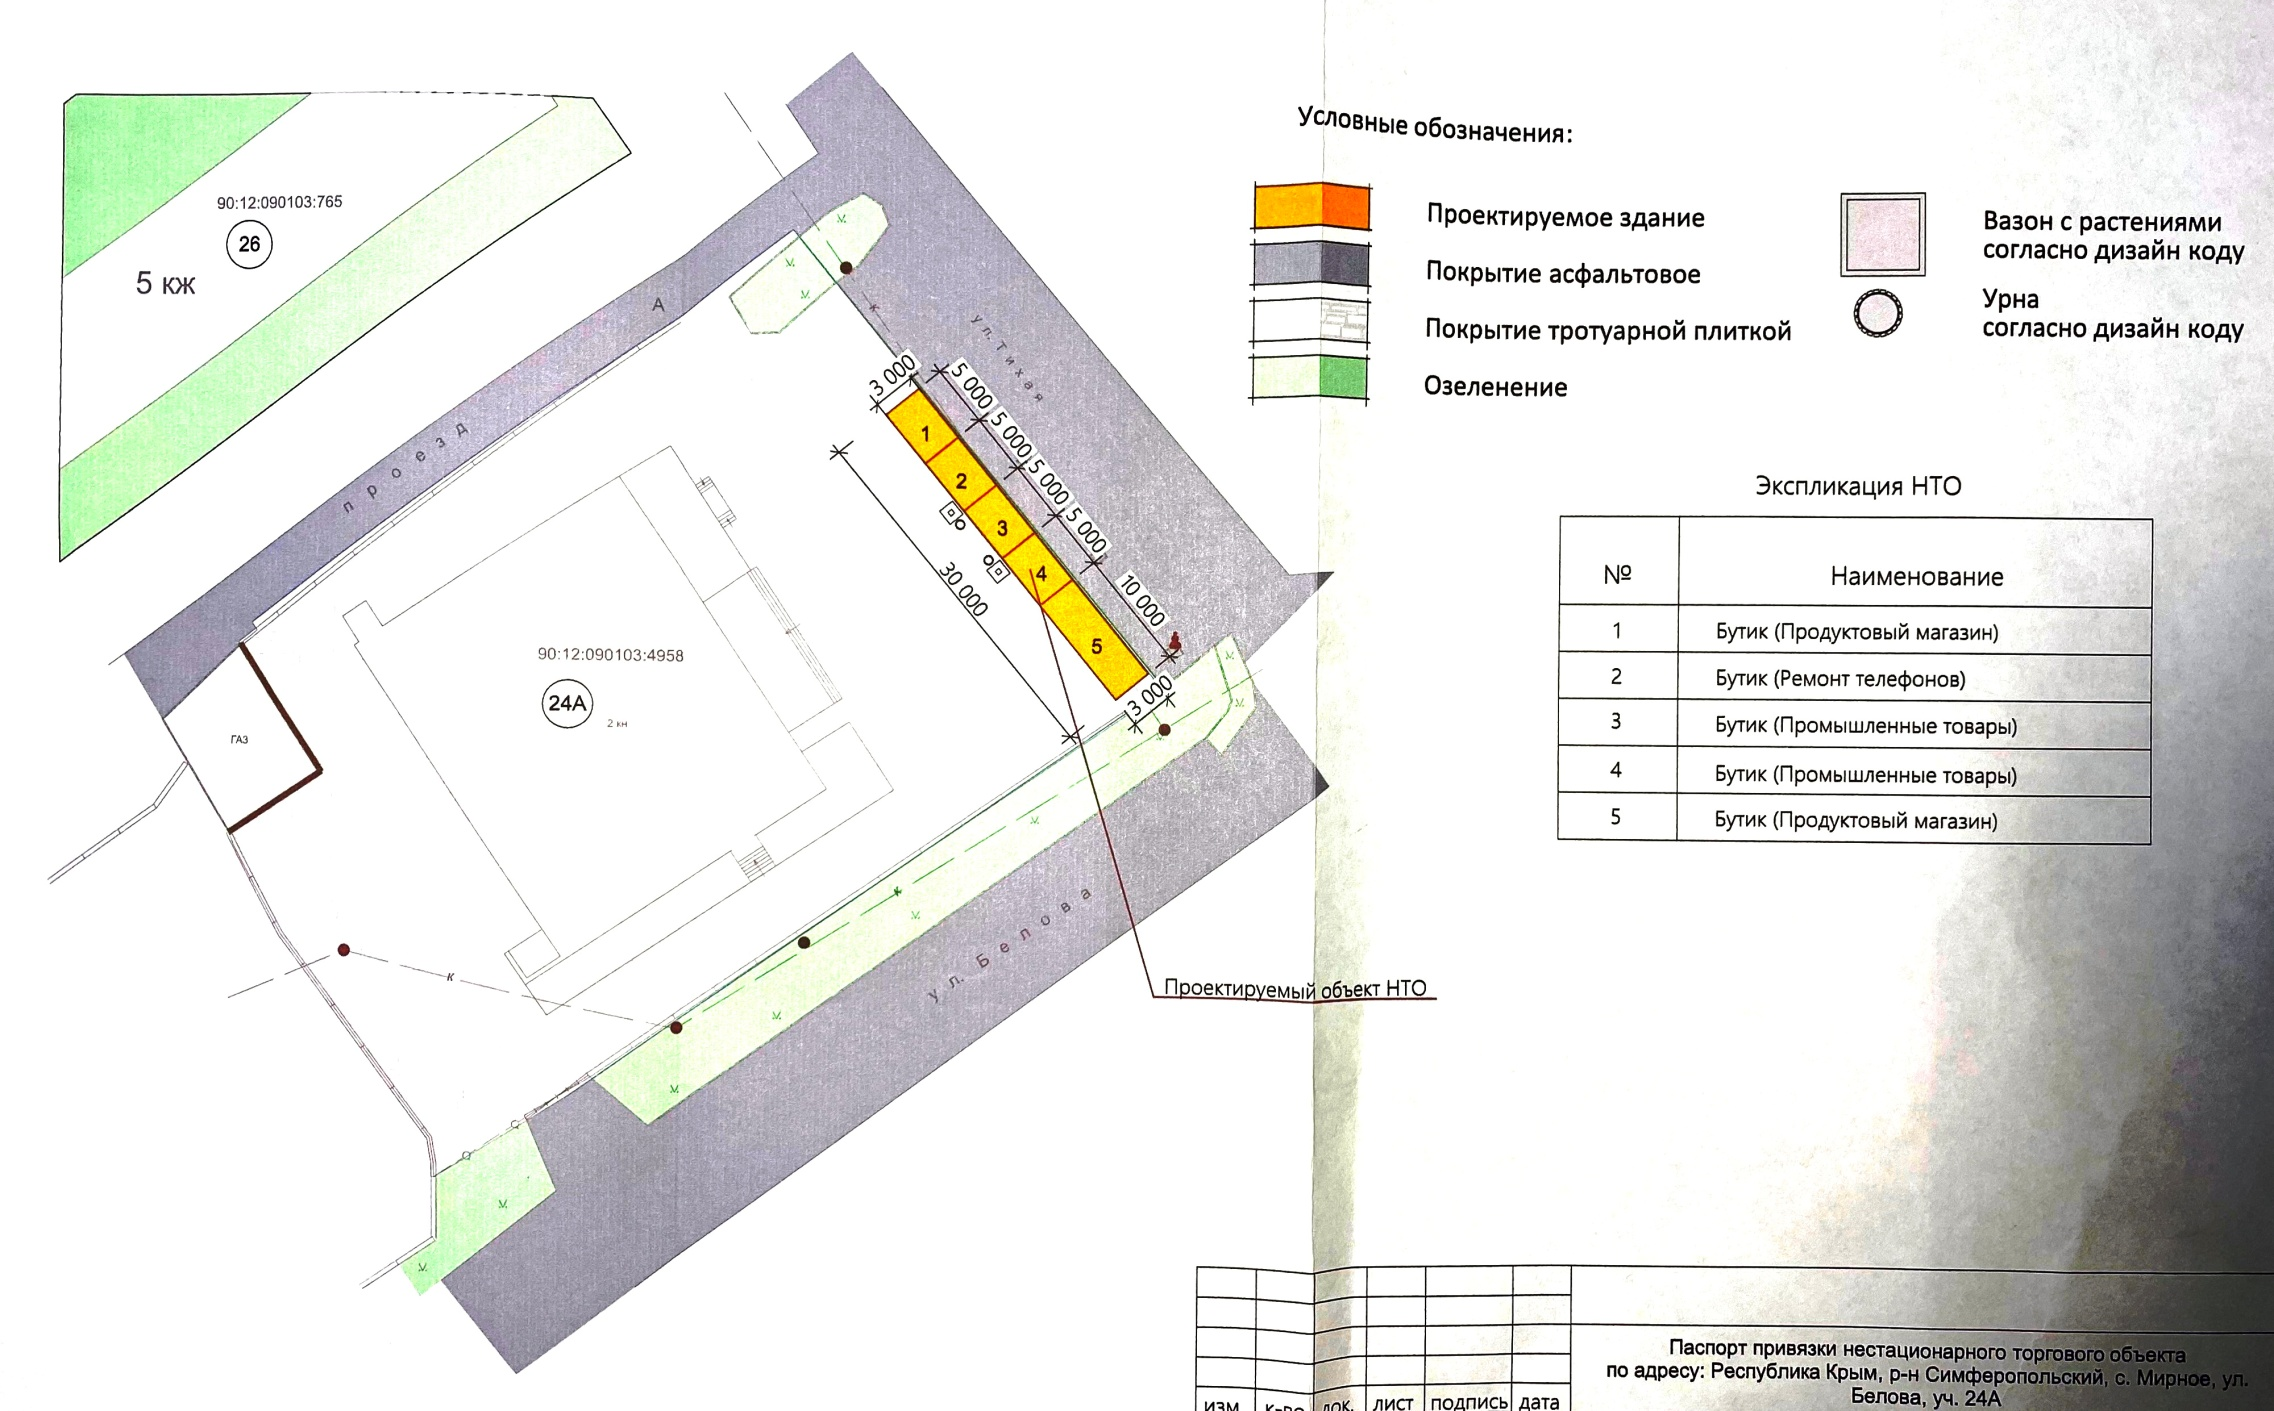 90:12:090103:765
26
5 кж
А
проезд
ул. Тихая
к
3 000
5 000
5 000
5 000
5 000
10 000
30 000
3 000
1
2
3
4
5
90:12:090103:4958
24А
2 кн
ГАЗ
к
к
ул. Белова
Проектируемый объект НТО
Условные обозначения:
Проектируемое здание
Покрытие асфальтовое
Покрытие тротуарной плиткой
Озеленение
Вазон с растениями
согласно дизайн коду
Урна
согласно дизайн коду
Экспликация НТО
№ Наименование
1 Бутик (Продуктовый магазин)
2 Бутик (Ремонт телефонов)
3 Бутик (Промышленные товары)
4 Бутик (Промышленные товары)
5 Бутик (Продуктовый магазин)
Паспорт привязки нестационарного торгового объекта
по адресу: Республика Крым, р-н Симферопольский, с. Мирное, ул.
Белова, уч. 24А
изм. к-во док. лист подпись дата